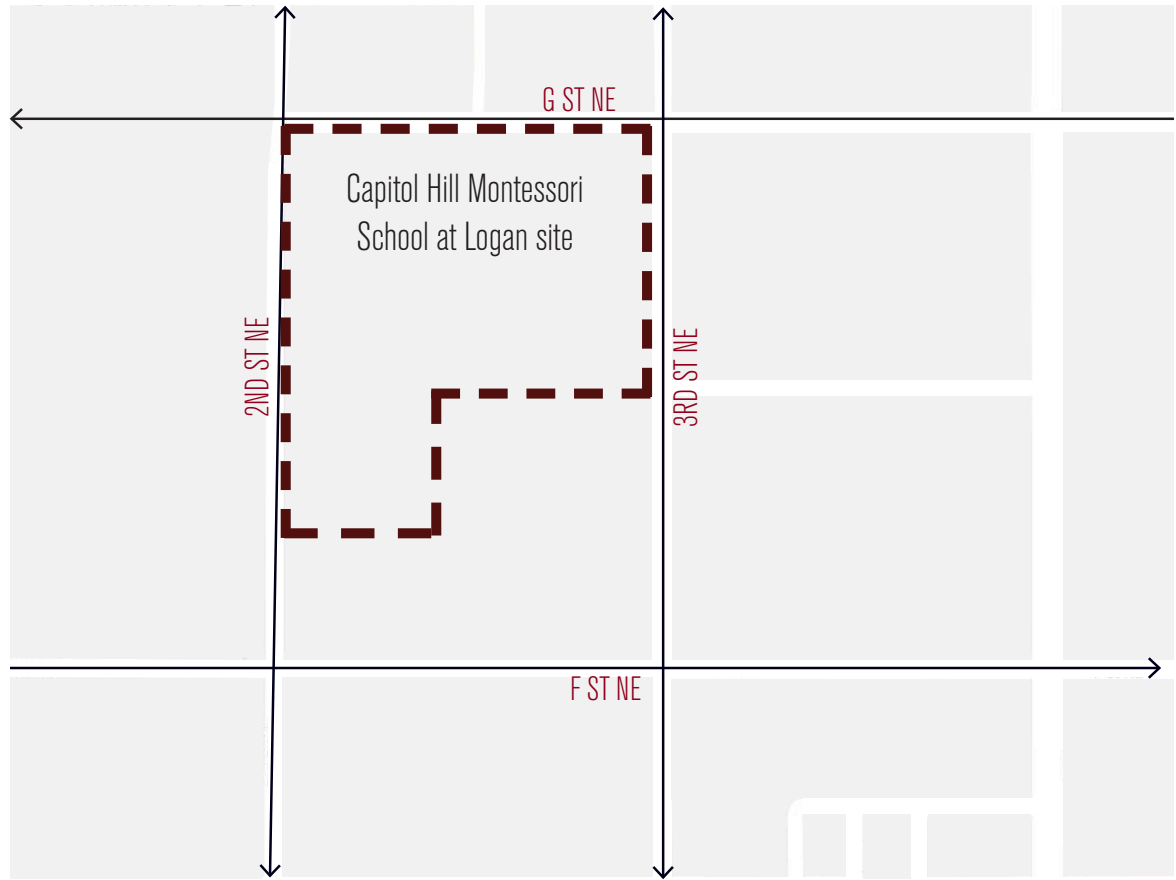 G ST NE
Capitol Hill Montessori
School at Logan site
2ND ST NE
3RD ST NE
F ST NE